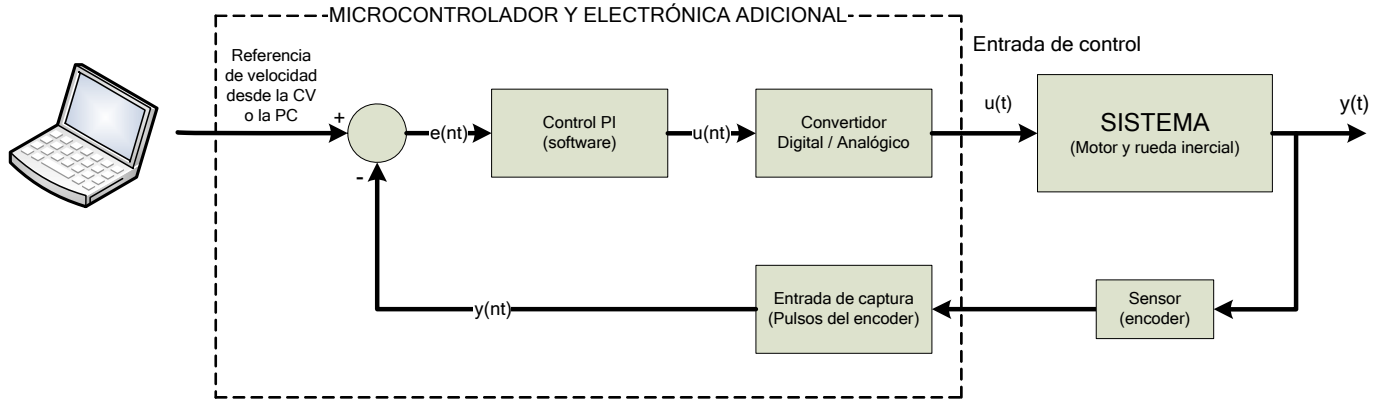 MICROCONTROLADOR Y ELECTRÓNICA ADICIONAL
Referencia
de velocidad
desde la CV
o la PC
+
-
e(nt)
Control PI
(software)
u(nt)
Convertidor
Digital / Analógico
Entrada de control
u(t)
SISTEMA
(Motor y rueda inercial)
y(t)
y(nt)
Entrada de captura
(Pulsos del encoder)
Sensor
(encoder)